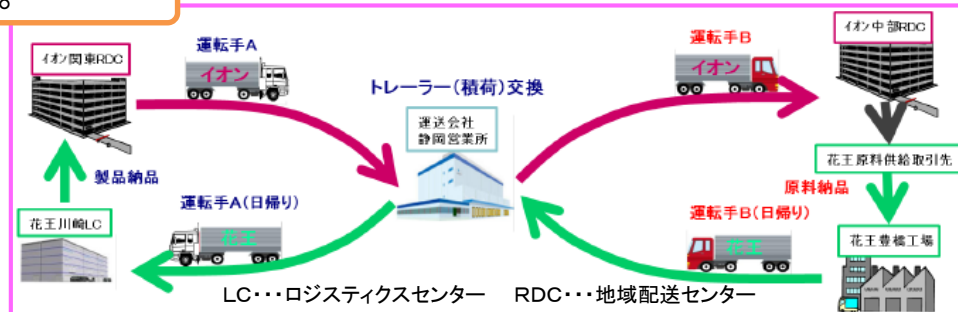 。
イオン関東RDC
運転手A
イオン
トレーラー(積荷)交換
運送会社
静岡営業所
運転手B
イオン
イオン中部RDC
花王原料供給取引先
製品納品
原料納品
花王川崎LC
運転手A(日帰り)
花王
運転手B(日帰り)
花王
花王豊橋工場
LC・・・ロジスティクスセンター RDC・・・地域配送センター